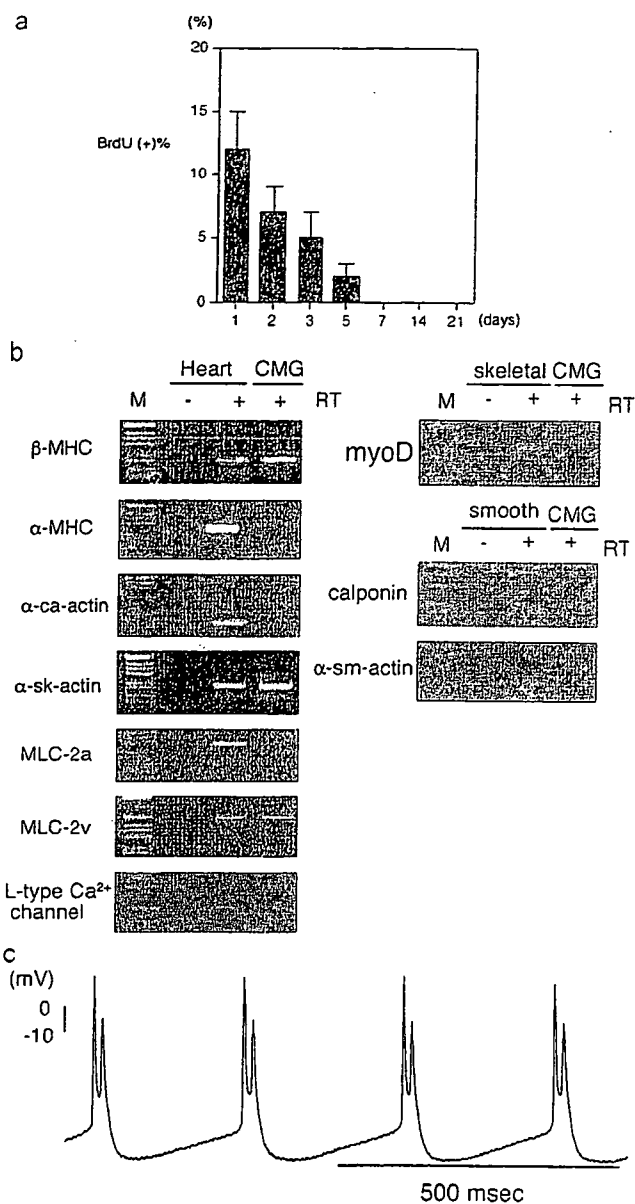 a
(%)
20
15
BrdU (+)%
10
5
0
1 2 3 5 7 14 21 (days)
b
Heart CMG
M - + + RT
β-MHC
α-MHC
α-ca-actin
α-sk-actin
MLC-2a
MLC-2v
L-type Ca²⁺
channel
skeletal CMG
M - + + RT
myoD
smooth CMG
M - + + RT
calponin
α-sm-actin
c
(mV)
0
-10
500 msec